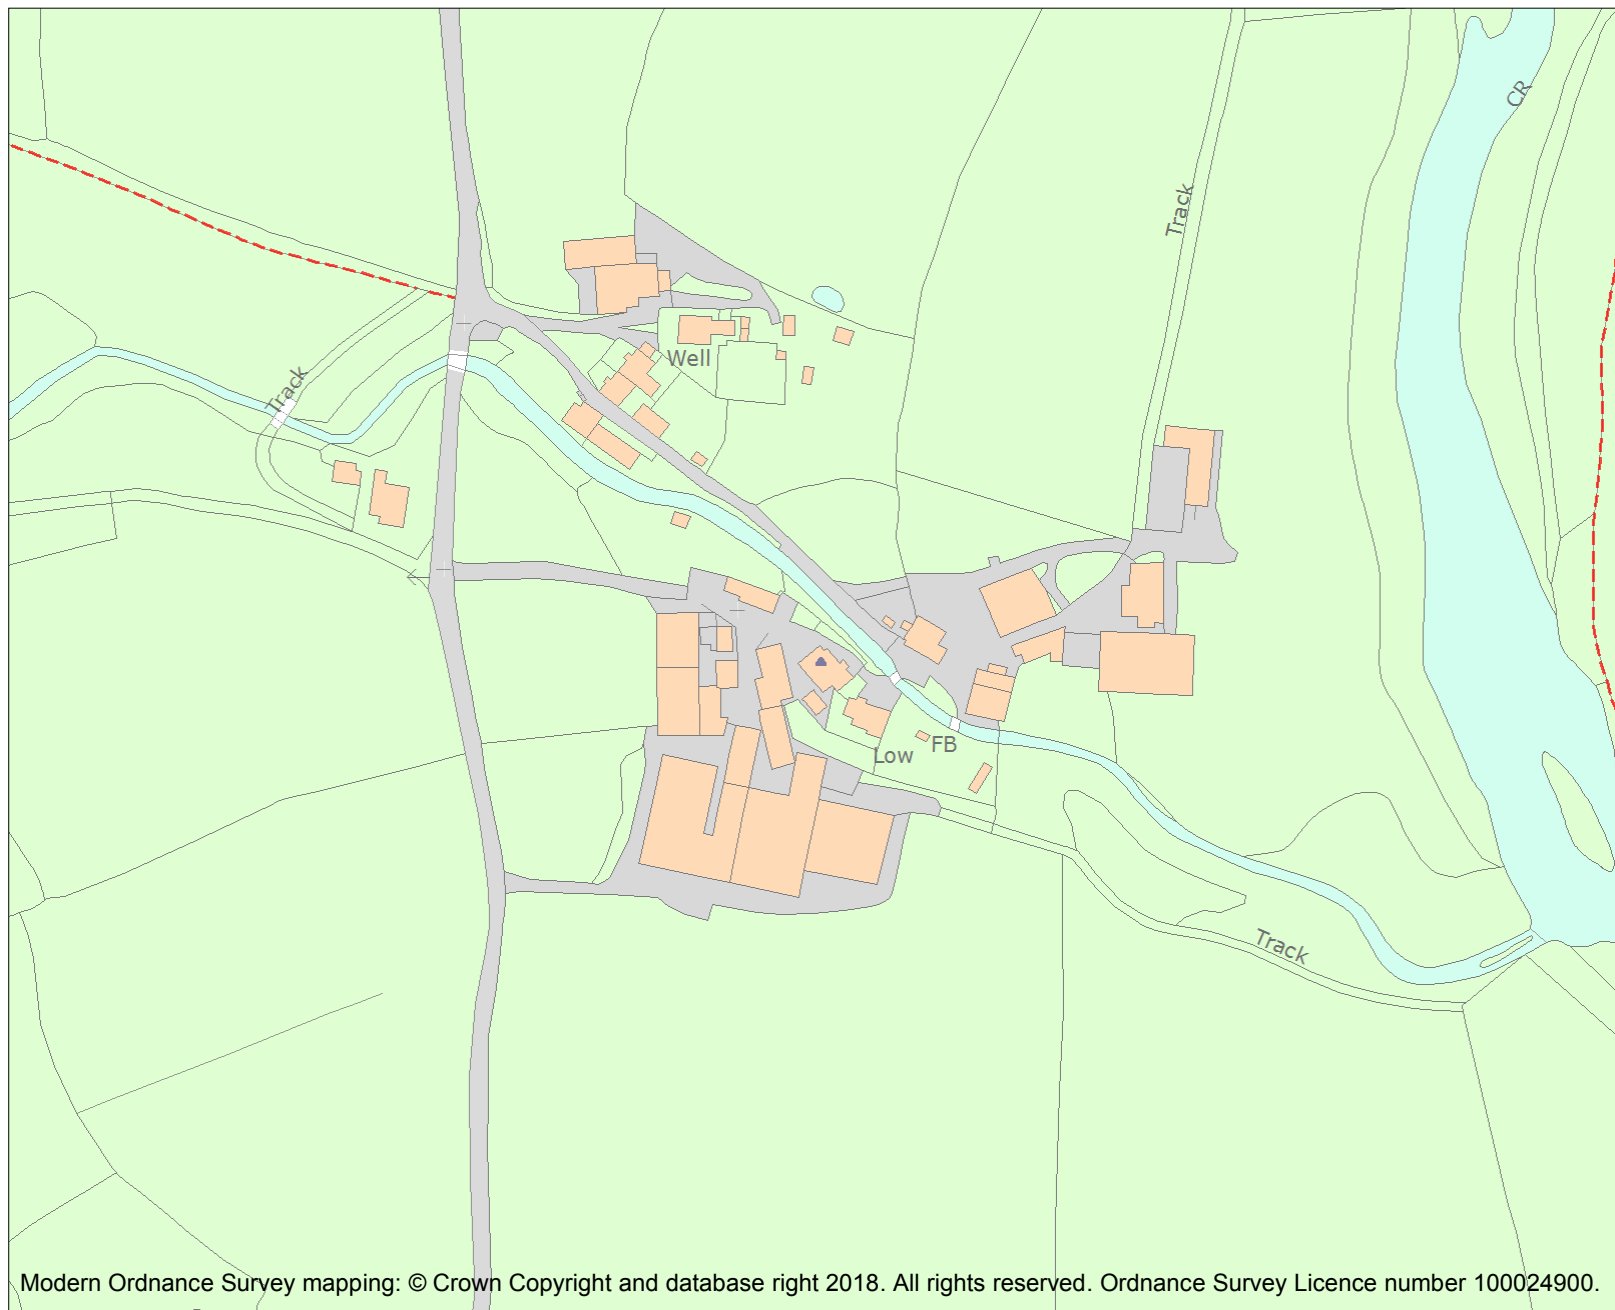 CR
Track
Well
Track
FB
Low
Track
Modern Ordnance Survey mapping: © Crown Copyright and database right 2018. All rights reserved. Ordnance Survey Licence number 100024900.